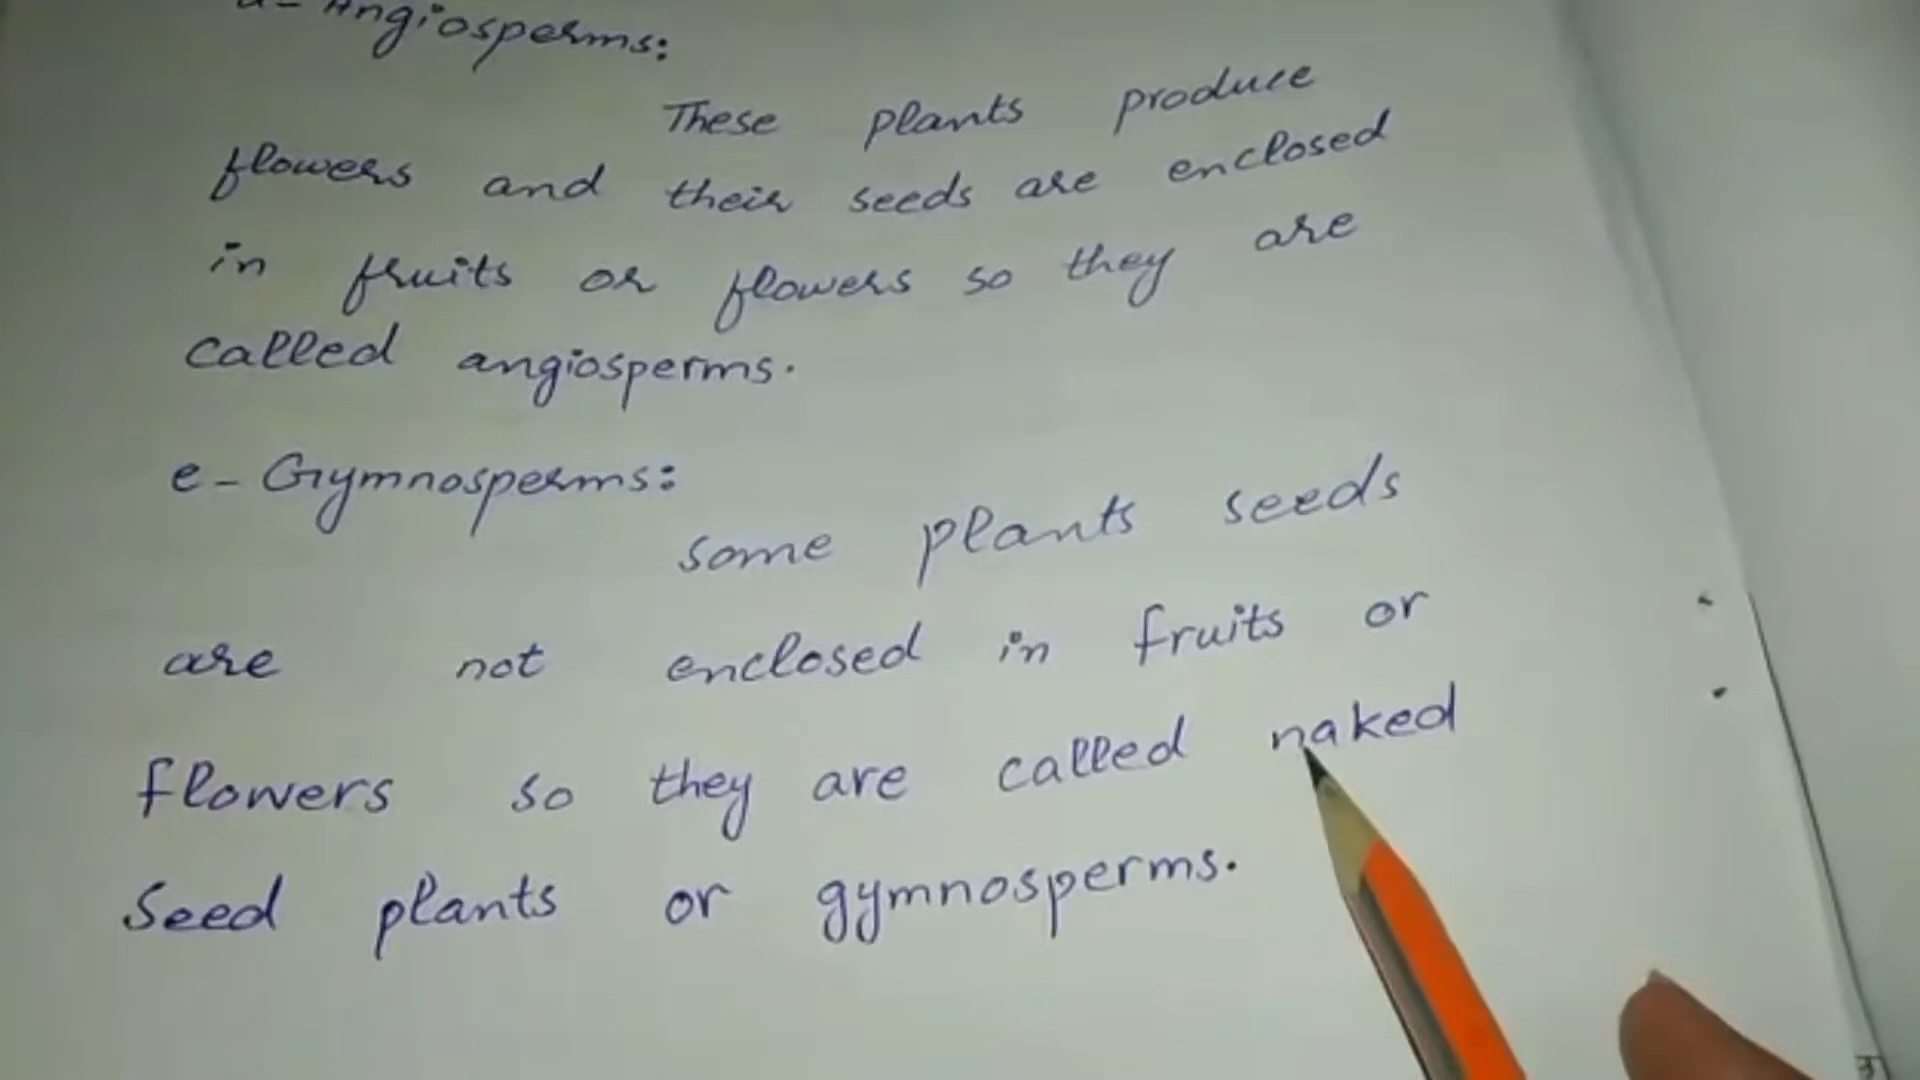 d- Angiosperms:
These plants produce
flowers and their seeds are enclosed
in fruits or flowers so they are
called angiosperms.
e- Gymnosperms:
some plants seeds
are not enclosed in fruits or
flowers so they are called naked
Seed plants or gymnosperms.